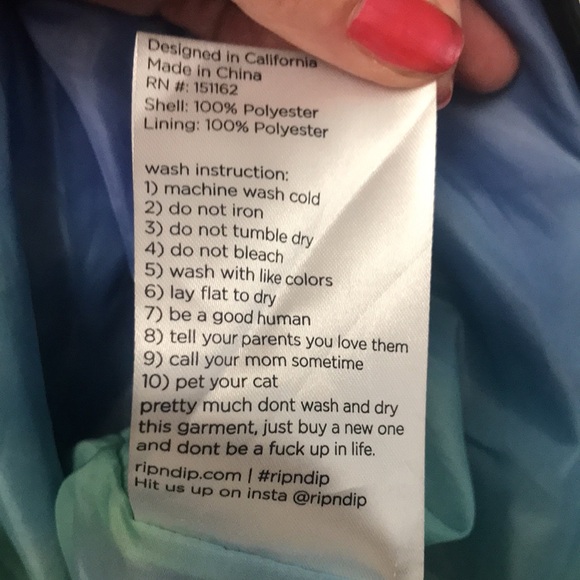 Designed in California
Made in China
RN #: 151162
Shell: 100% Polyester
Lining: 100% Polyester
wash instruction:
1) machine wash cold
2) do not iron
3) do not tumble dry
4) do not bleach
5) wash with like colors
6) lay flat to dry
7) be a good human
8) tell your parents you love them
9) call your mom sometime
10) pet your cat
pretty much dont wash and dry
this garment, just buy a new one
and dont be a fuck up in life.
ripndip.com | #ripndip
Hit us up on insta @ripndip